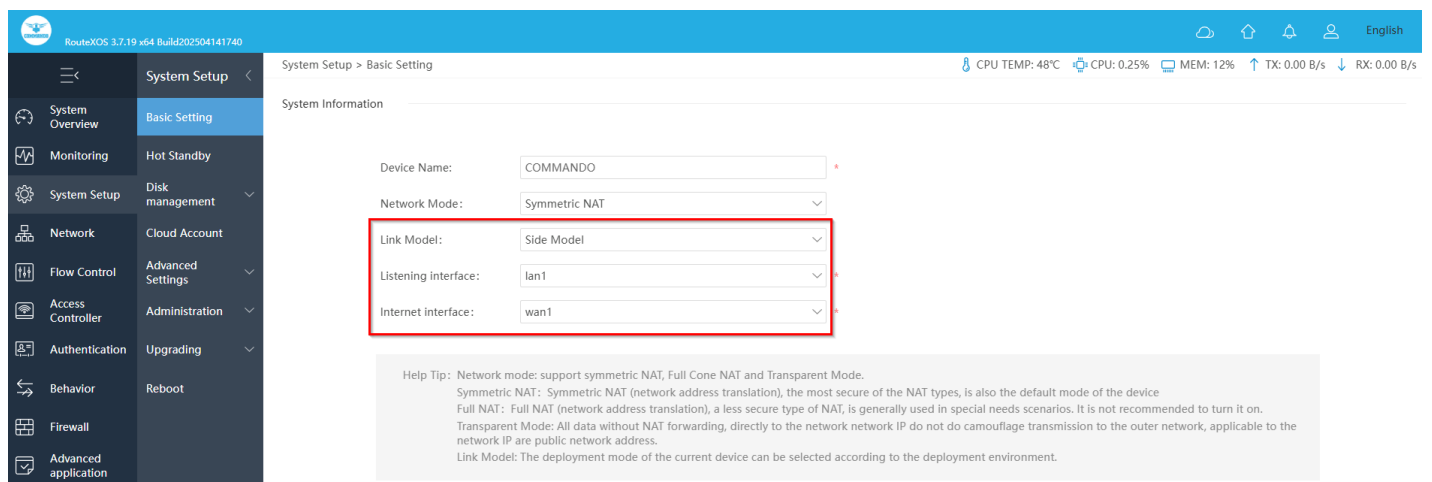 RouteXOS 3.7.19 x64 Build202504141740
English
System Setup
System Setup > Basic Setting
CPU TEMP: 48℃ CPU: 0.25% MEM: 12% TX: 0.00 B/s RX: 0.00 B/s
System Information
System
Overview
Monitoring
System Setup
Network
Flow Control
Access
Controller
Authentication
Behavior
Firewall
Advanced
application
Basic Setting
Hot Standby
Disk
management
Cloud Account
Advanced
Settings
Administration
Upgrading
Reboot
Device Name: COMMANDO *
Network Mode: Symmetric NAT
Link Model: Side Model
Listening interface: lan1 *
Internet interface: wan1 *
Help Tip: Network mode: support symmetric NAT, Full Cone NAT and Transparent Mode.
Symmetric NAT: Symmetric NAT (network address translation), the most secure of the NAT types, is also the default mode of the device
Full NAT: Full NAT (network address translation), a less secure type of NAT, is generally used in special needs scenarios. It is not recommended to turn it on.
Transparent Mode: All data without NAT forwarding, directly to the network network IP do not do camouflage transmission to the outer network, applicable to the
network IP are public network address.
Link Model: The deployment mode of the current device can be selected according to the deployment environment.